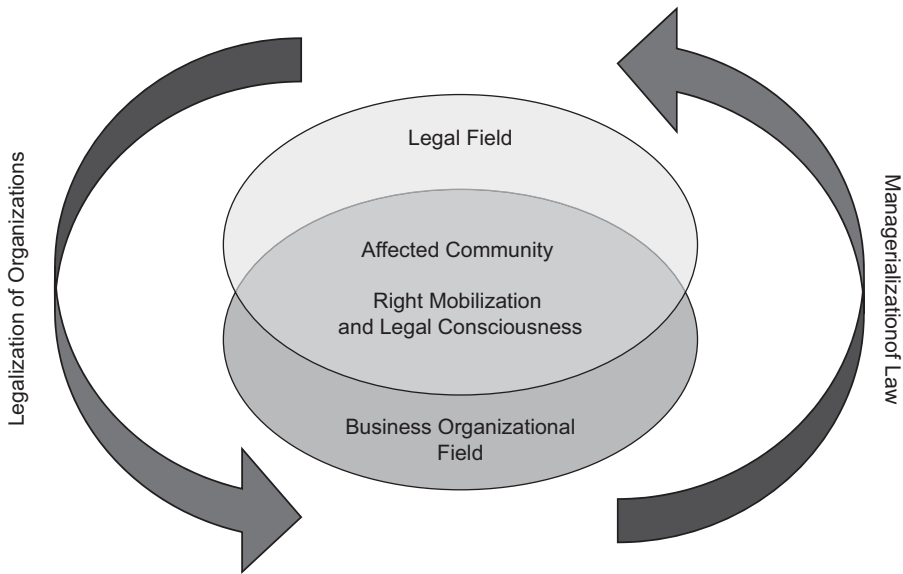 Legalization of Organizations
Legal Field
Affected Community
Right Mobilization
and Legal Consciousness
Business Organizational
Field
Managerializationof Law